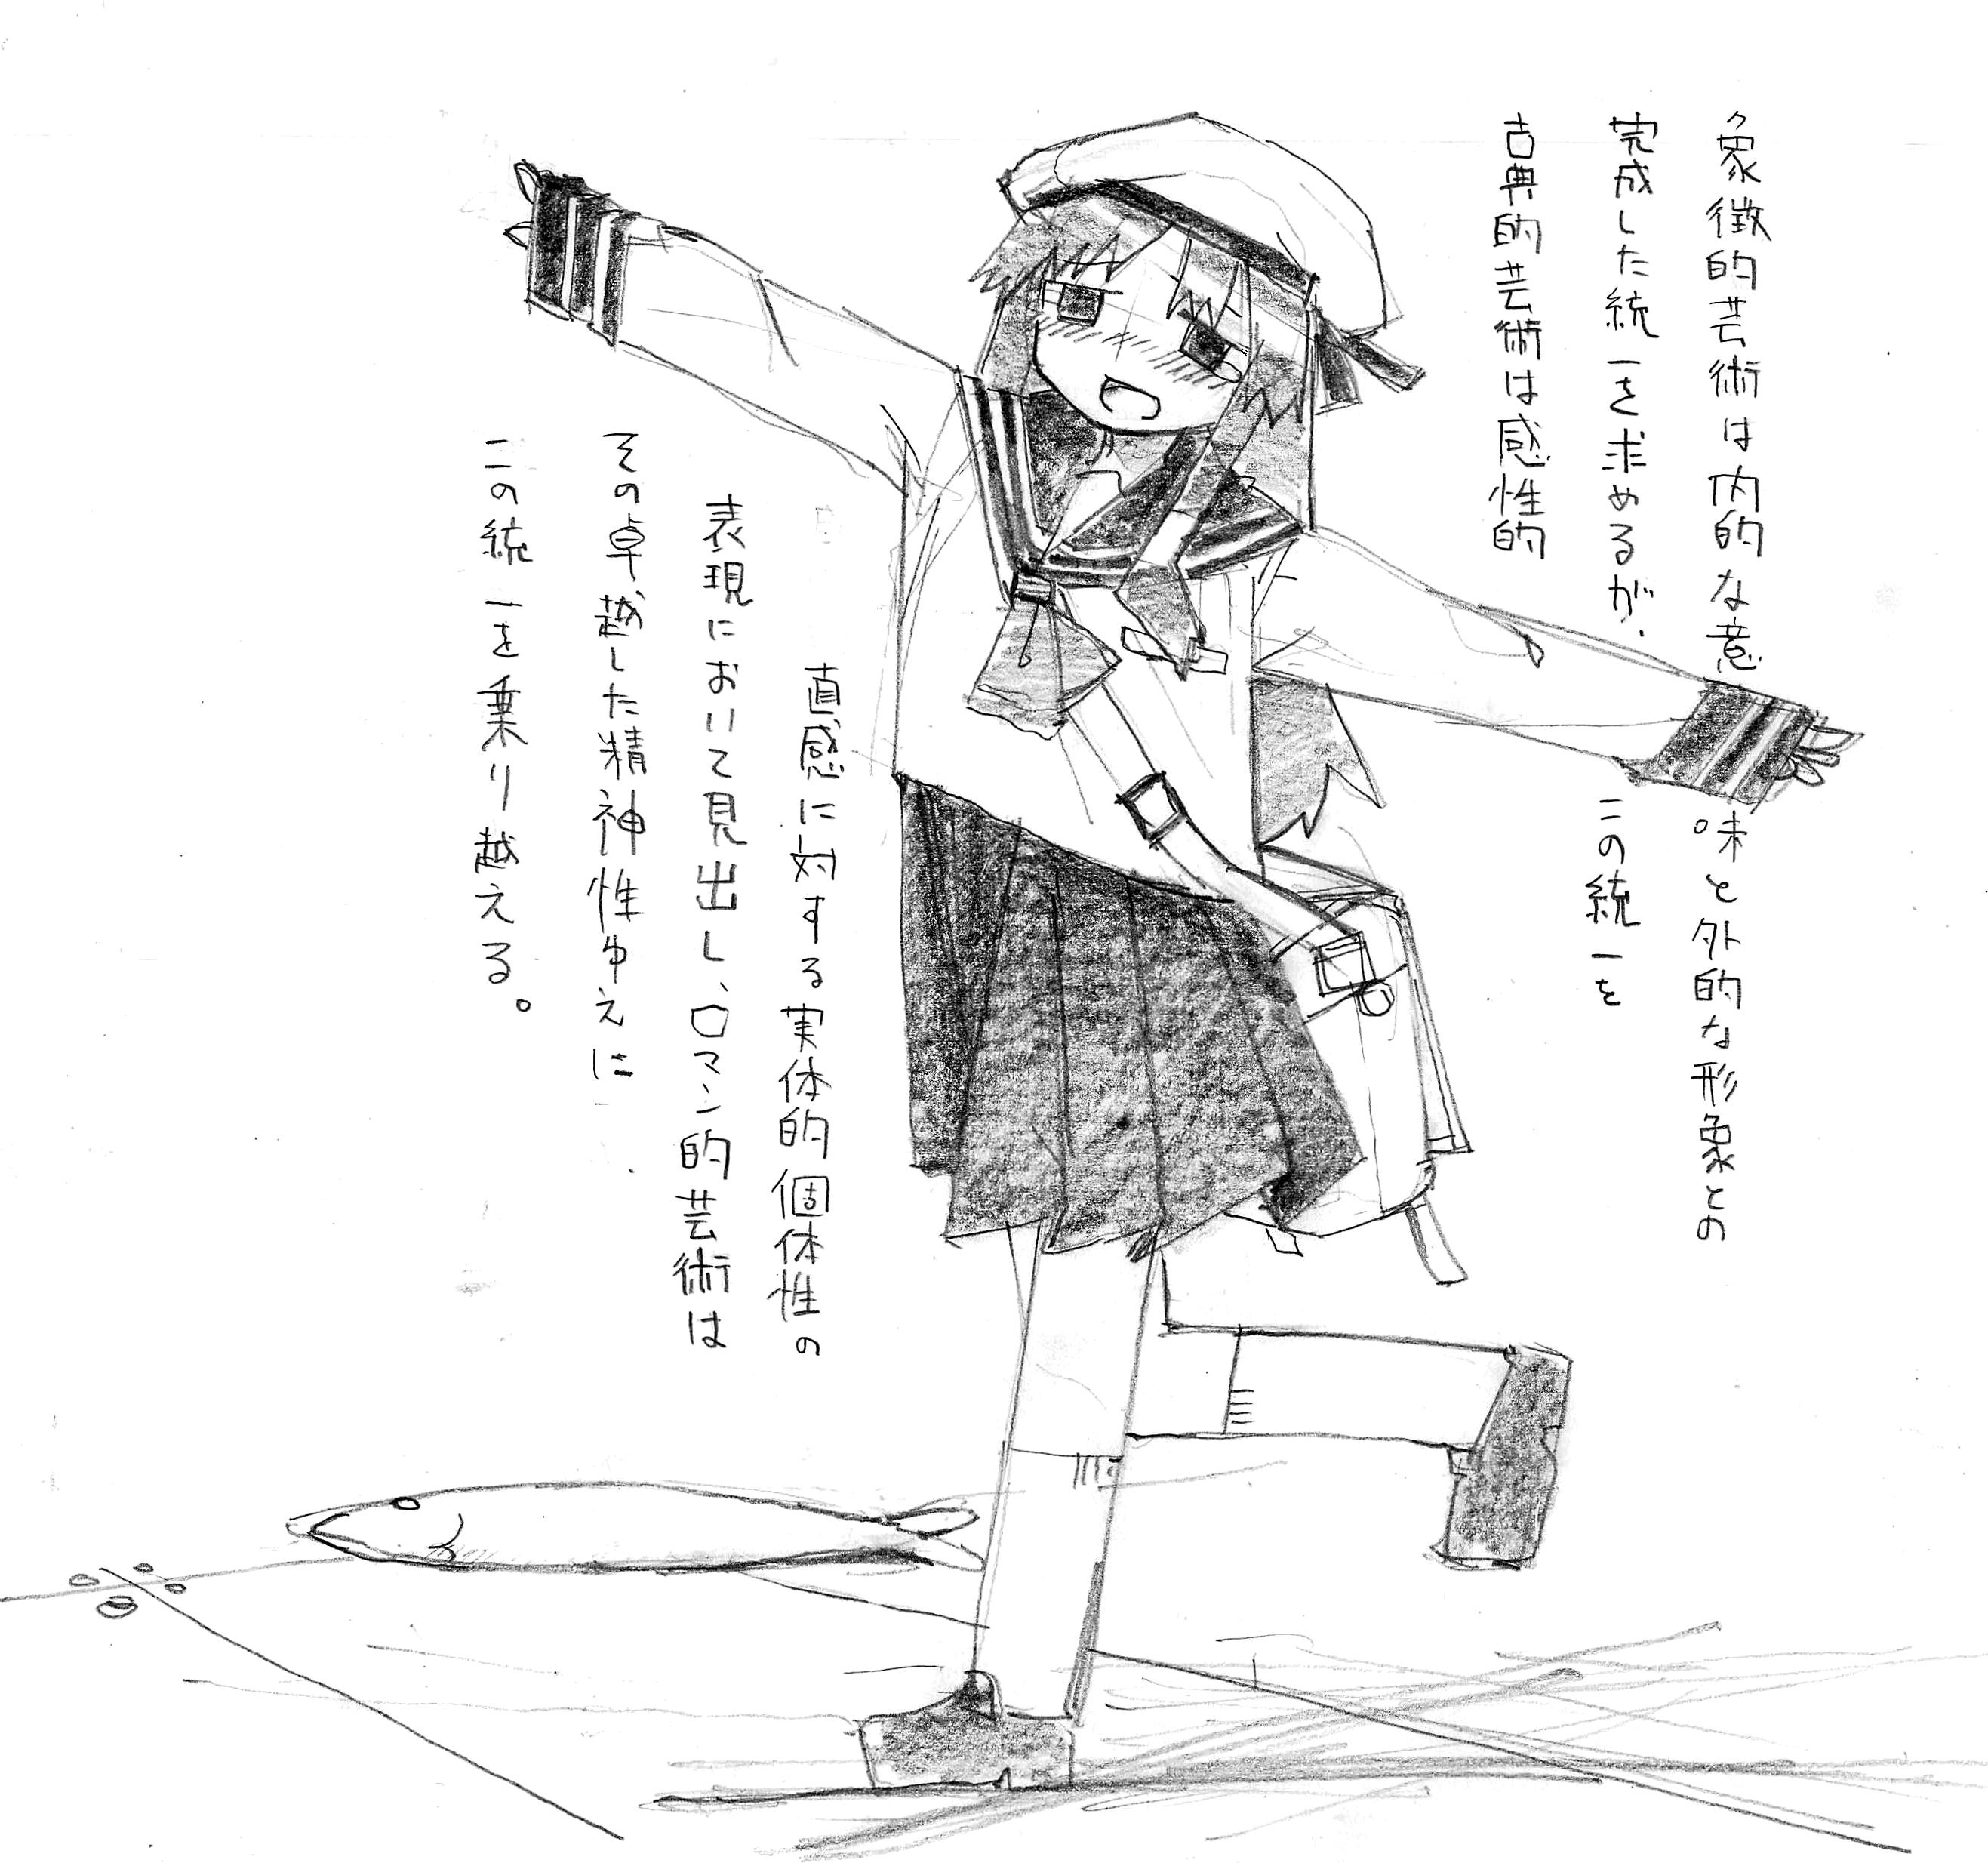 象徴的芸術は内的な意味と外的な形象との
完成した統一を求めるが、この統一を
古典的芸術は感性的
直感に対する実体的個体性の
表現において見出し、ロマン的芸術は
その卓越した精神性ゆえに
この統一を乗り越える。